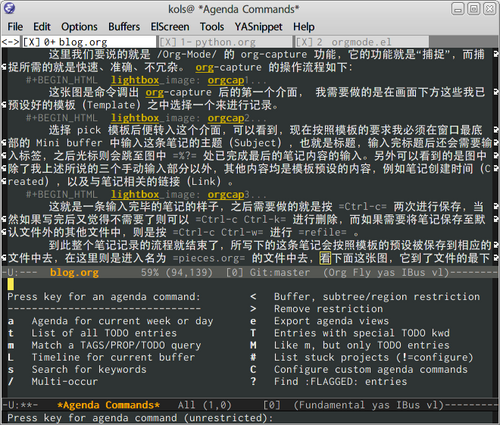 kols@ *Agenda Commands*
File Edit Options Buffers ElScreen Tools YASnippet Help
<-> [X] 0+ blog.org [X] 1- python.org [X] 2 orgmode.el
这里我们要说的就是 /Org-Mode/ 的 org-capture 功能, 它的功能就是“捕捉”, 而捕
捉所需的就是快速、准确、不冗杂。 org-capture 的操作流程如下:
#+BEGIN_HTML lightbox_image: orgcap1...
这张图是命令调出 org-capture 后的第一个介面, 我需要做的是在画面下方这些我已
预设好的模板 (Template) 之中选择一个来进行记录。
#+BEGIN_HTML lightbox_image: orgcap2...
选择 pick 模板后便转入这个介面, 可以看到, 现在按照模板的要求我必须在窗口最底
部的 Mini buffer 中输入这条笔记的主题 (Subject) , 也就是标题, 输入完标题后还会需要输
入标签, 之后光标则会跳至图中 =%?= 处已完成最后的笔记内容的输入。另外可以看到的是图中
除了我上述所说的三个手动输入部分以外, 其他内容均是模板预设的内容, 例如笔记创建时间 (C
reated) , 以及与笔记相关的链接 (Link) 。
#+BEGIN_HTML lightbox_image: orgcap3...
这就是一条输入完毕的笔记的样子, 之后需要做的就是按 =Ctrl-c= 两次进行保存, 当
然如果写完后又觉得不需要了则可以 =Ctrl-c Ctrl-k= 进行删除, 而如果需要将笔记保存至默
认文件外的其他文件中, 则是按 =Ctrl-c Ctrl-w= 进行 =refile= 。
到此整个笔记记录的流程就结束了, 所写下的这条笔记会按照模板的预设被保存到相应的
文件中去, 在这里则是进入名为 =pieces.org= 的文件中去, 看下面这张图, 它到了文件的最下
-U:--- blog.org 59% (94,139) [0] Git:master (Org Fly yas IBus vl)
Press key for an agenda command: < Buffer, subtree/region restriction
-------------------------------- > Remove restriction
a Agenda for current week or day e Export agenda views
t List of all TODO entries T Entries with special TODO kwd
m Match a TAGS/PROP/TODO query M Like m, but only TODO entries
L Timeline for current buffer # List stuck projects (!=configure)
s Search for keywords C Configure custom agenda commands
/ Multi-occur ? Find :FLAGGED: entries
-U:**- *Agenda Commands* All (1,0) [0] (Fundamental yas IBus vl)
Press key for agenda command (unrestricted):